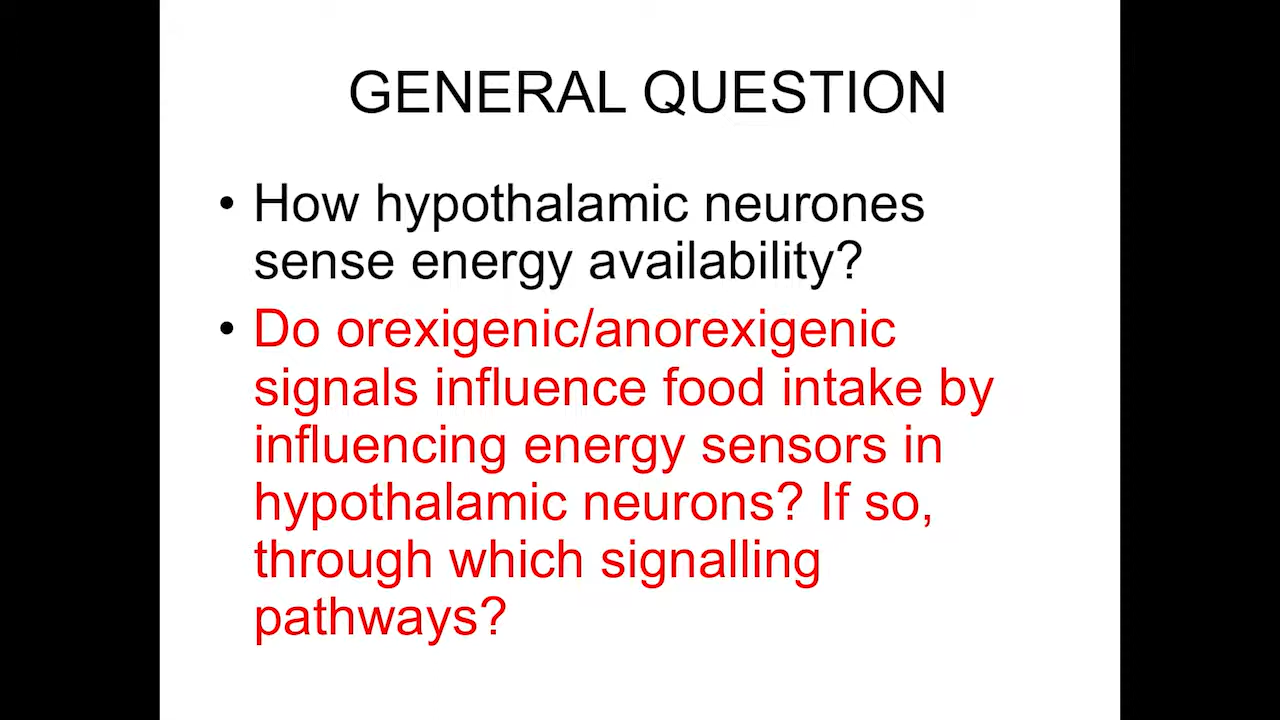 GENERAL QUESTION
• How hypothalamic neurones
sense energy availability?
• Do orexigenic/anorexigenic
signals influence food intake by
influencing energy sensors in
hypothalamic neurons? If so,
through which signalling
pathways?